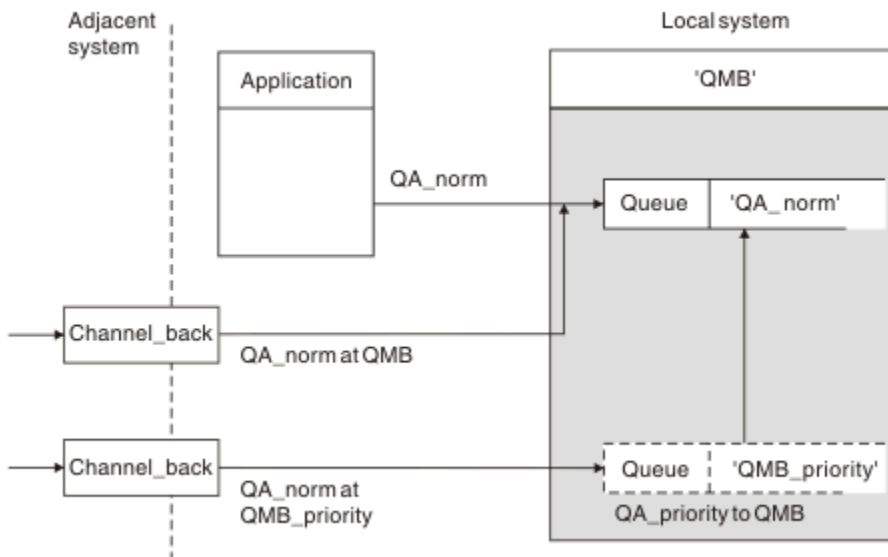 Adjacent
system
Local system
Application
'QMB'
QA_norm
Queue
'QA_norm'
Channel_back
QA_norm at QMB
Channel_back
QA_norm at
QMB_priority
Queue
'QMB_priority'
QA_priority to QMB